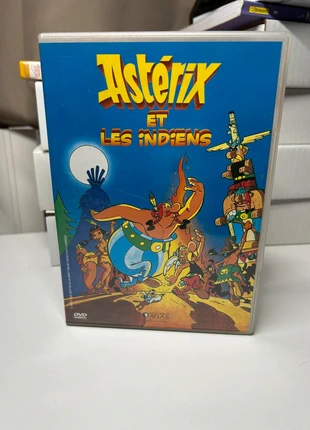 Astérix
ET
LES INDIENS
DVD